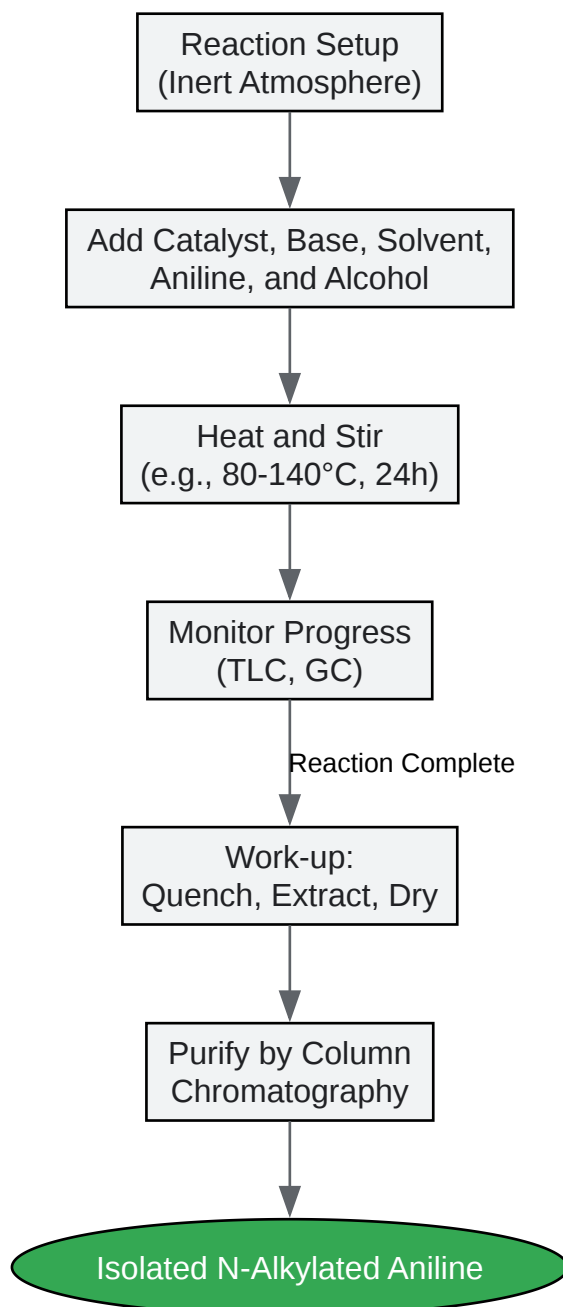 Reaction Setup
(Inert Atmosphere)
Add Catalyst, Base, Solvent,
Aniline, and Alcohol
Heat and Stir
(e.g., 80-140°C, 24h)
Monitor Progress
(TLC, GC)
Reaction Complete
Work-up:
Quench, Extract, Dry
Purify by Column
Chromatography
Isolated N-Alkylated Aniline